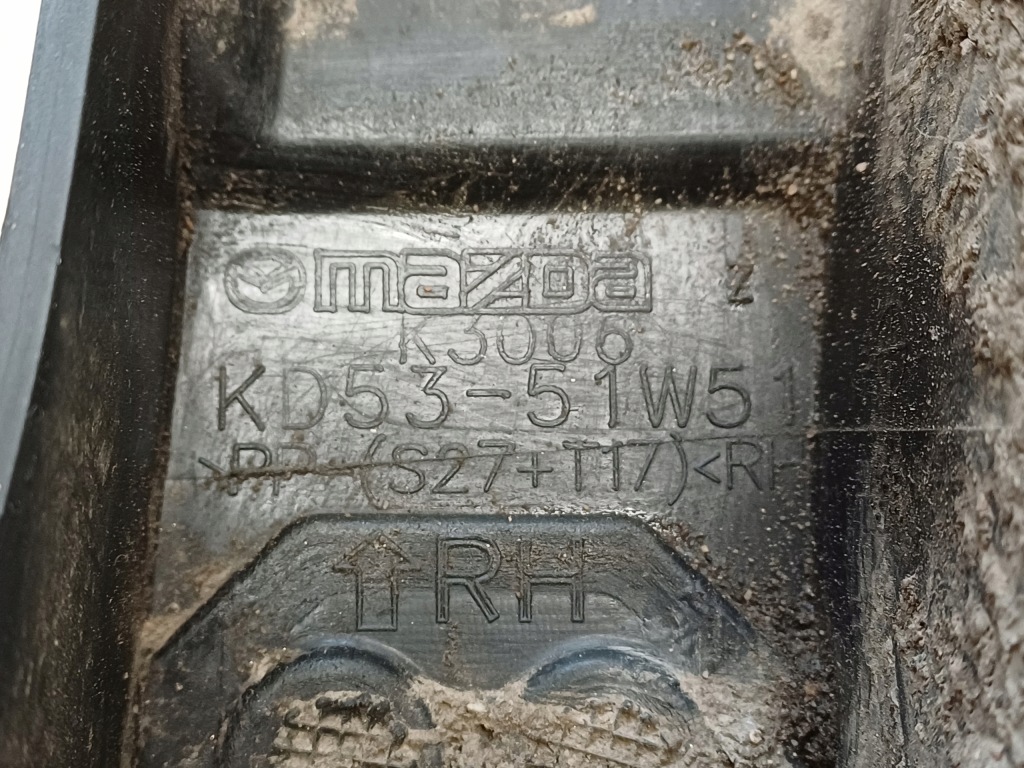 mazda Z
K3006
KD53-51W51
>PP-(S27+T17)<RH
RH